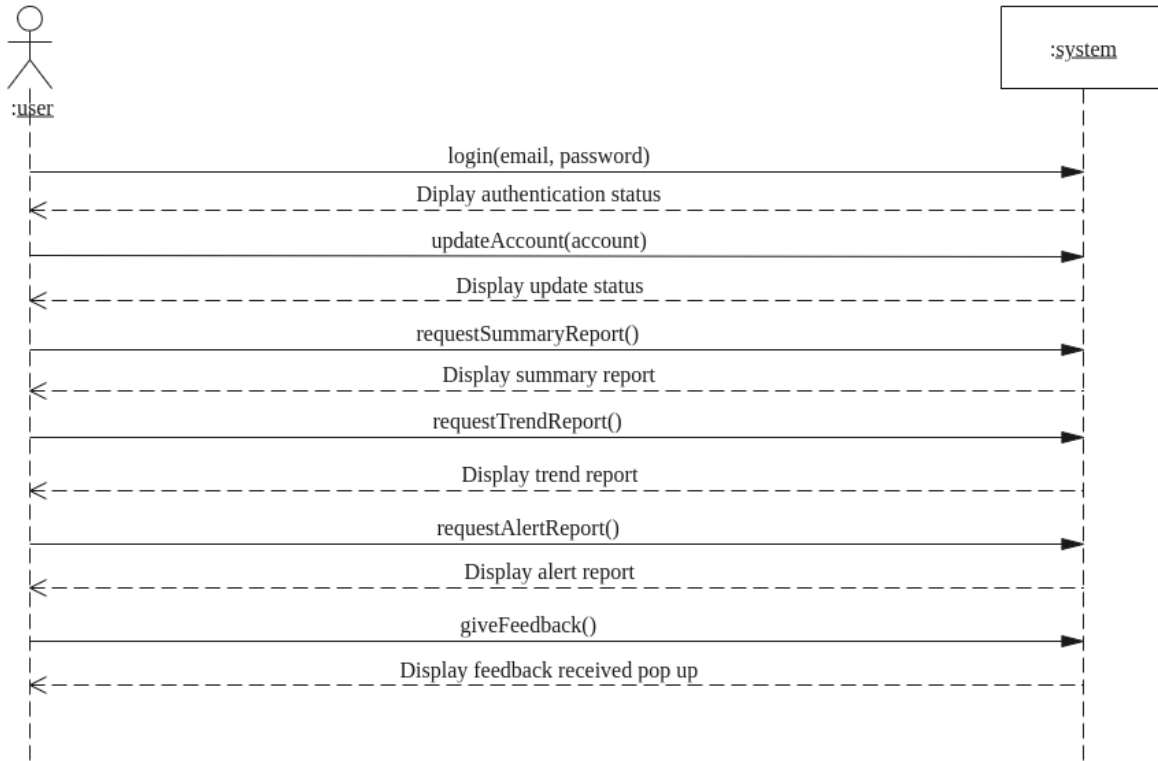 :user
:system
login(email, password)
Diplay authentication status
updateAccount(account)
Display update status
requestSummaryReport()
Display summary report
requestTrendReport()
Display trend report
requestAlertReport()
Display alert report
giveFeedback()
Display feedback received pop up